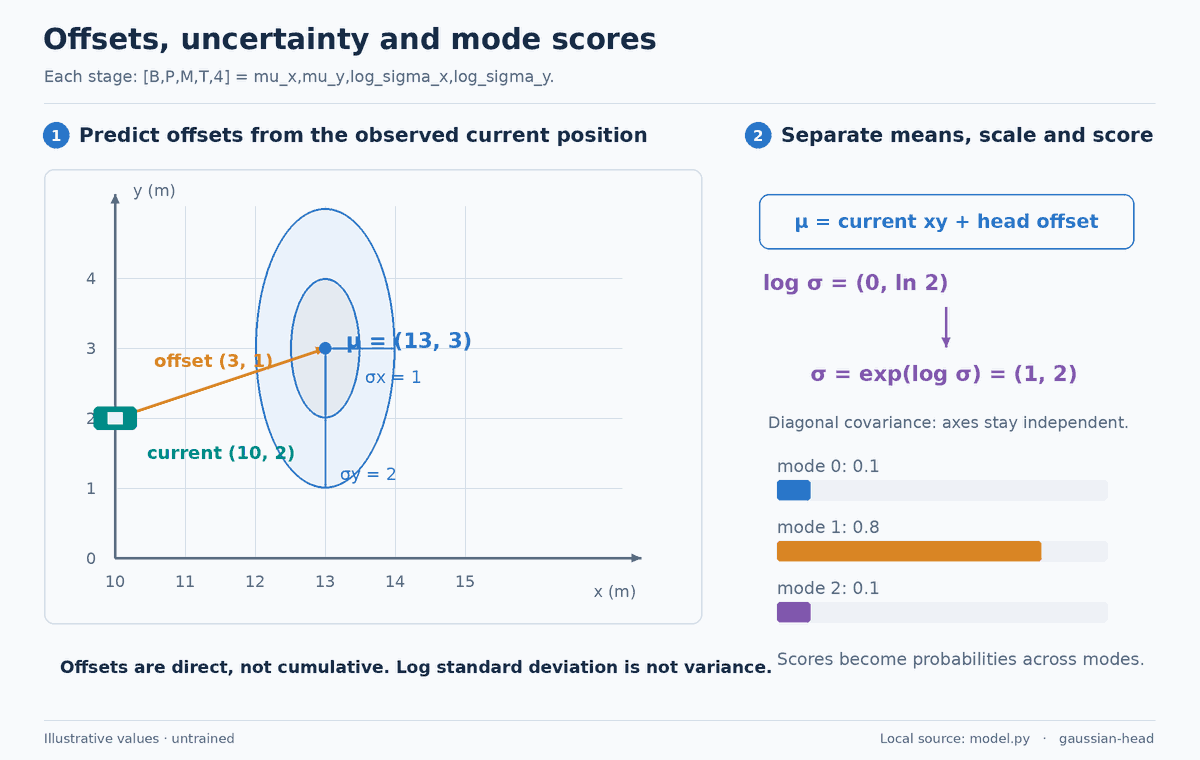 Offsets, uncertainty and mode scores
Each stage: [B,P,M,T,4] = mu_x,mu_y,log_sigma_x,log_sigma_y.
1 Predict offsets from the observed current position
y (m)
4
3
2
1
0
10 11 12 13 14 15
x (m)
μ = (13, 3)
offset (3, 1)
σx = 1
current (10, 2)
σy = 2
Offsets are direct, not cumulative. Log standard deviation is not variance.
2 Separate means, scale and score
μ = current xy + head offset
log σ = (0, ln 2)
σ = exp(log σ) = (1, 2)
Diagonal covariance: axes stay independent.
mode 0: 0.1
mode 1: 0.8
mode 2: 0.1
Scores become probabilities across modes.
Illustrative values · untrained
Local source: model.py · gaussian-head